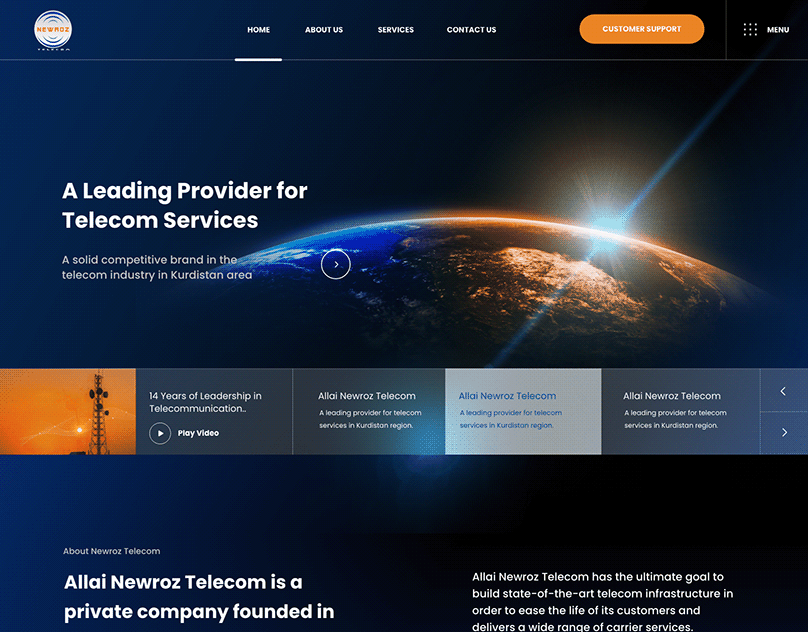 NEWROZ
TELECOM
HOME
ABOUT US
SERVICES
CONTACT US
CUSTOMER SUPPORT
MENU
A Leading Provider for
Telecom Services
A solid competitive brand in the
telecom industry in Kurdistan area
14 Years of Leadership in
Telecommunication..
Play Video
Allai Newroz Telecom
A leading provider for telecom
services in Kurdistan region.
Allai Newroz Telecom
A leading provider for telecom
services in Kurdistan region.
Allai Newroz Telecom
A leading provider for telecom
services in Kurdistan region.
About Newroz Telecom
Allai Newroz Telecom is a
private company founded in
Allai Newroz Telecom has the ultimate goal to
build state-of-the-art telecom infrastructure in
order to ease the life of its customers and
delivers a wide range of carrier services.